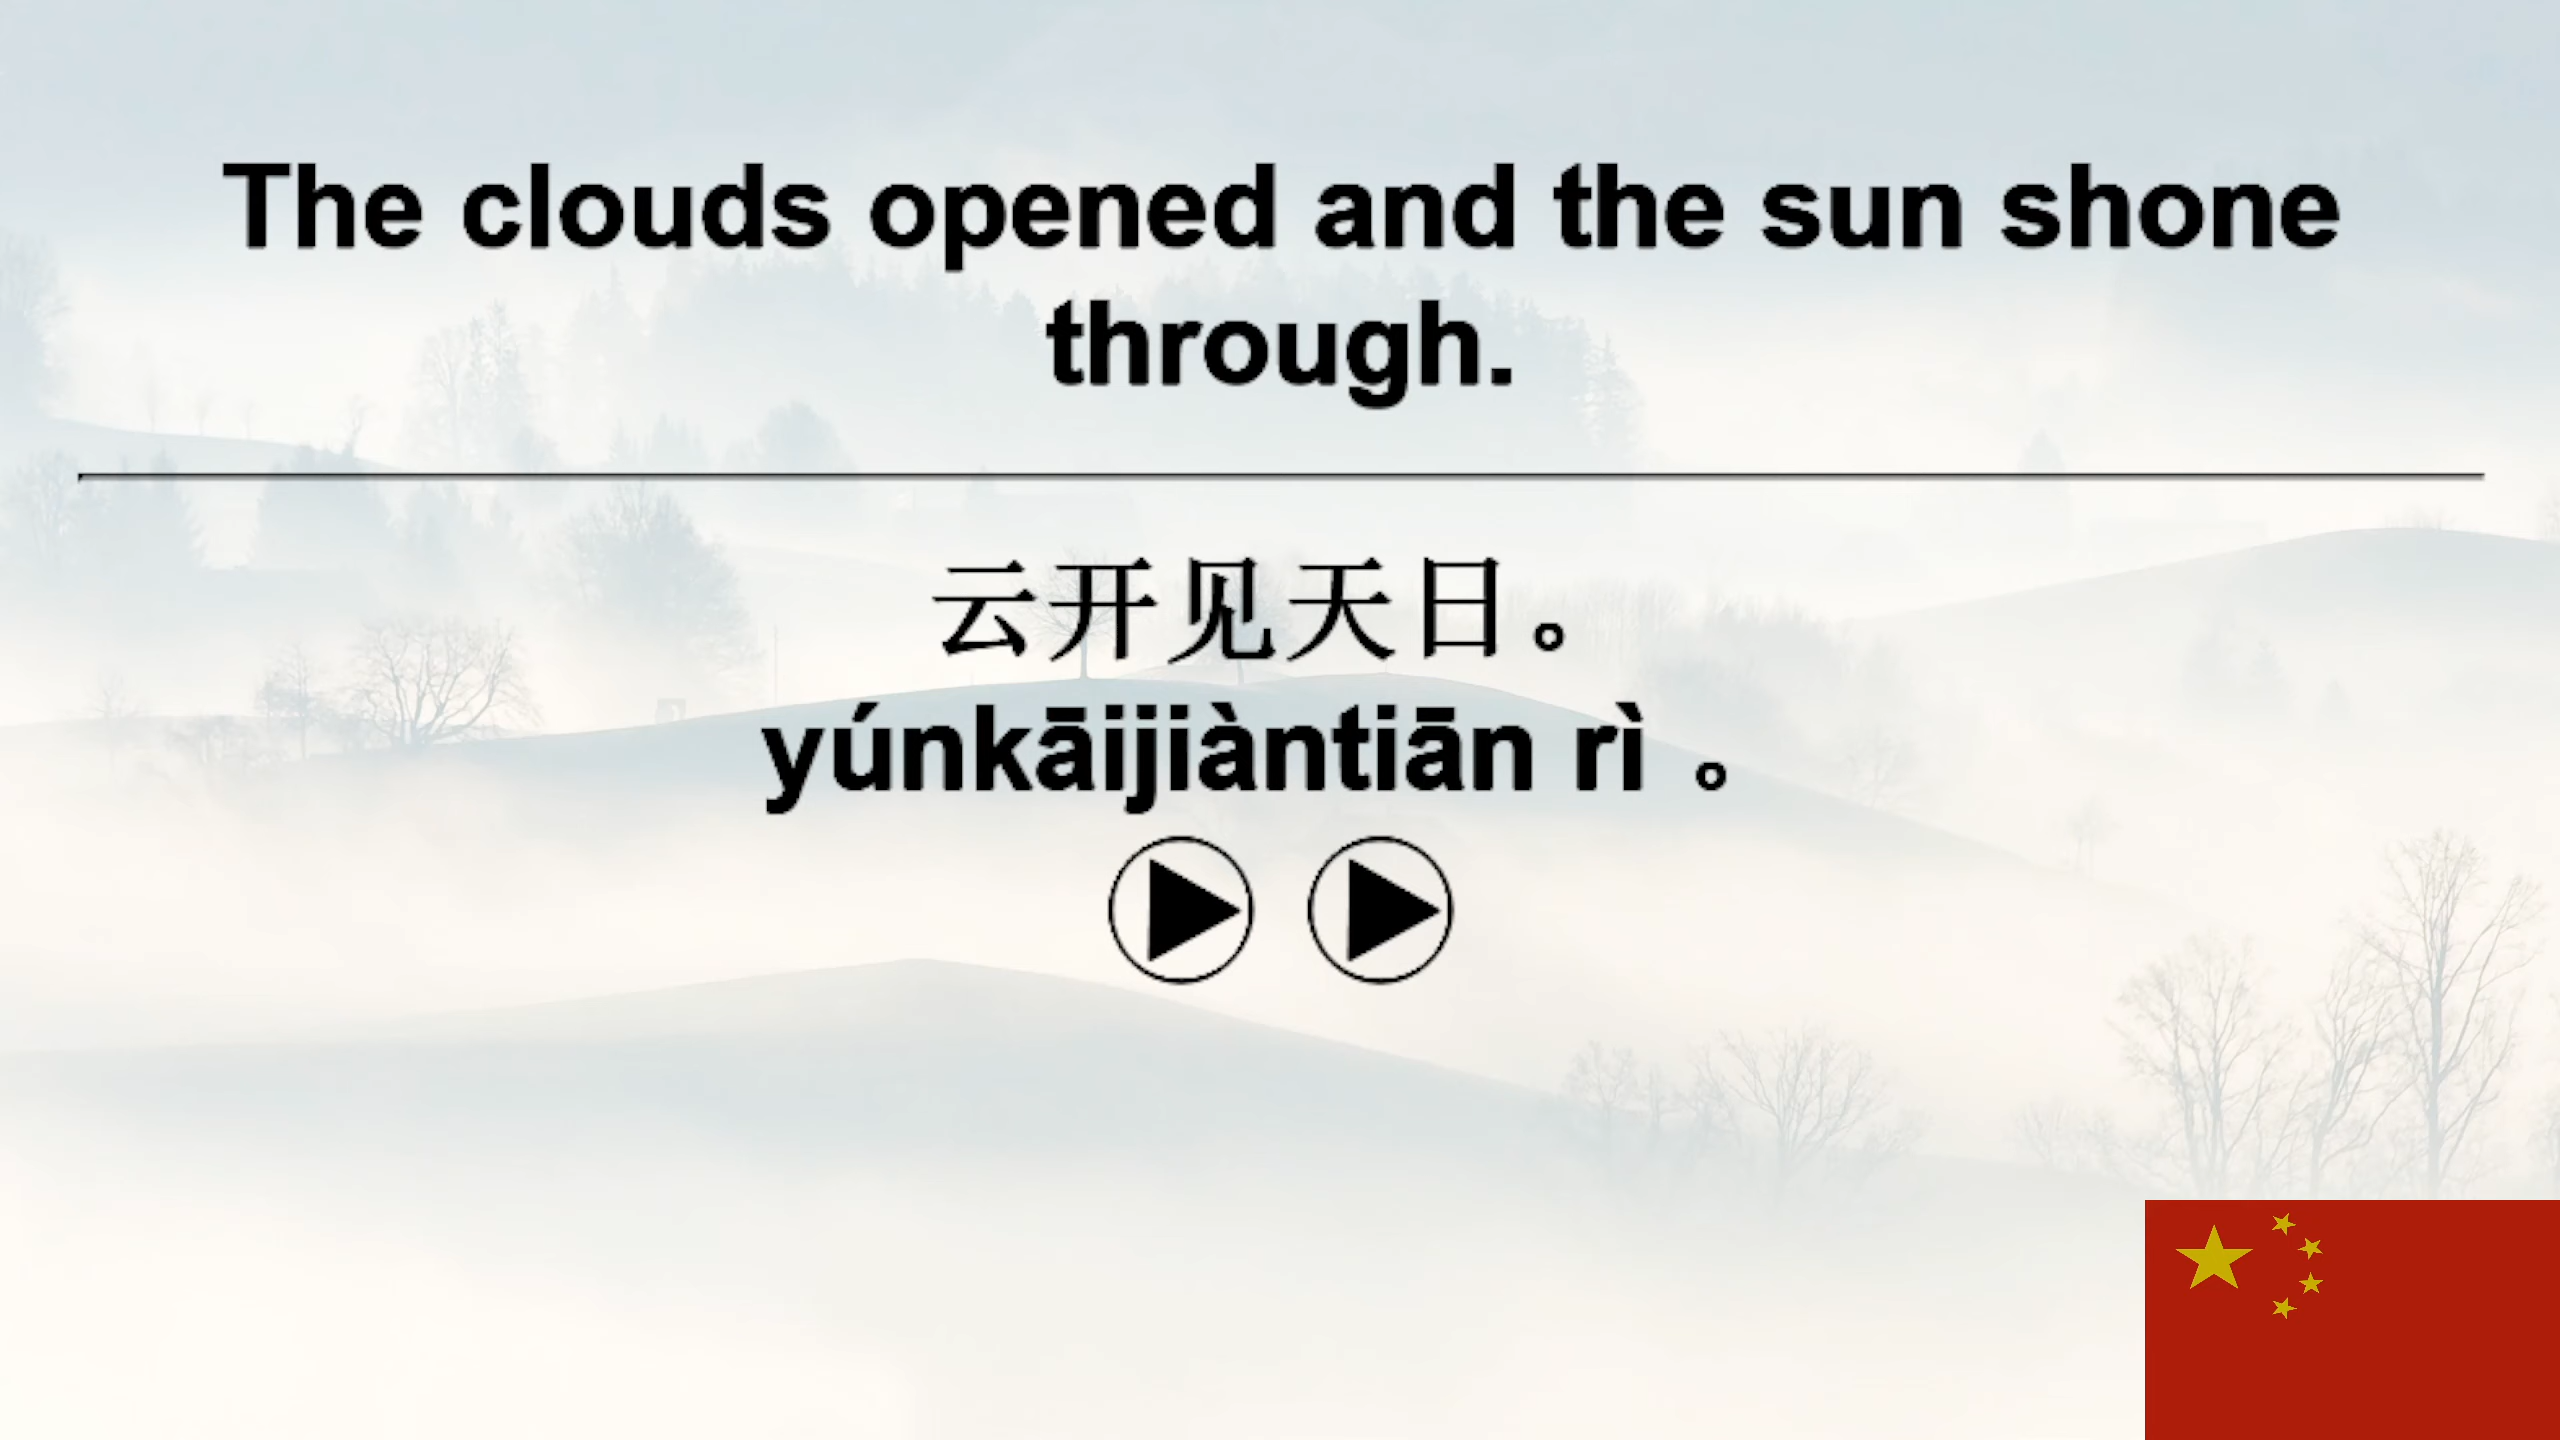 The clouds opened and the sun shone
through.
云开见天日。
yúnkāijiàntiān rì 。